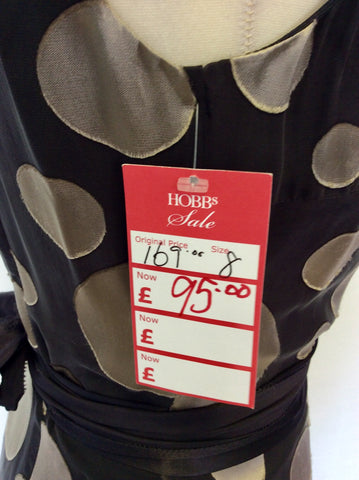 HOBBS
Sale
Original Price Size
169.00 8
Now
£ 95.00
Now
£
Now
£